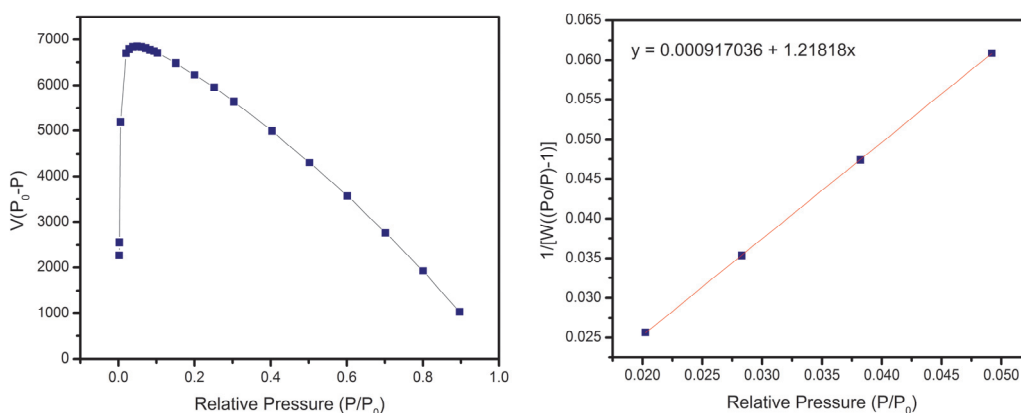 7000
6000
5000
4000
3000
2000
1000
0
V(P₀-P)
0.0 0.2 0.4 0.6 0.8 1.0
Relative Pressure (P/P₀)
y = 0.000917036 + 1.21818x
0.065
0.060
0.055
0.050
0.045
0.040
0.035
0.030
0.025
1/[W((Po/P)-1)]
0.020 0.025 0.030 0.035 0.040 0.045 0.050
Relative Pressure (P/P₀)